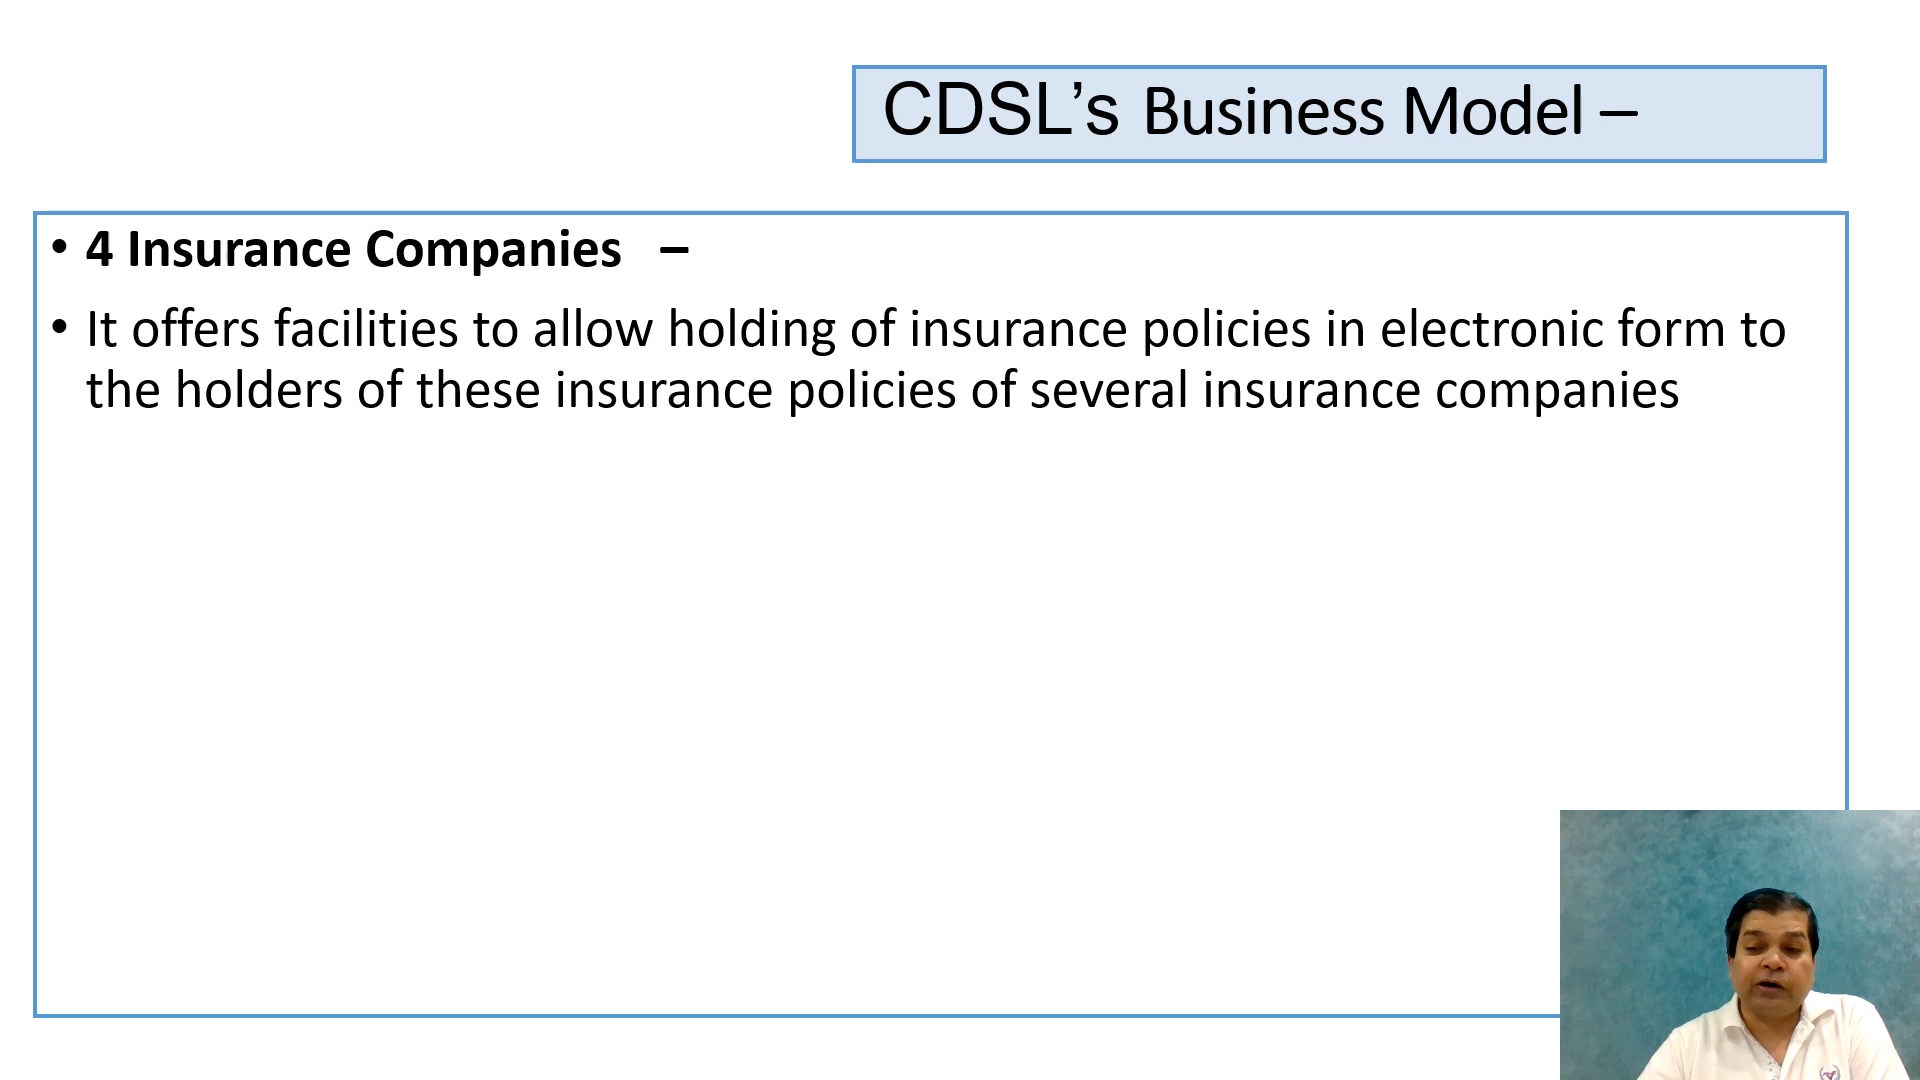 CDSL’s Business Model –
• 4 Insurance Companies –
• It offers facilities to allow holding of insurance policies in electronic form to
the holders of these insurance policies of several insurance companies